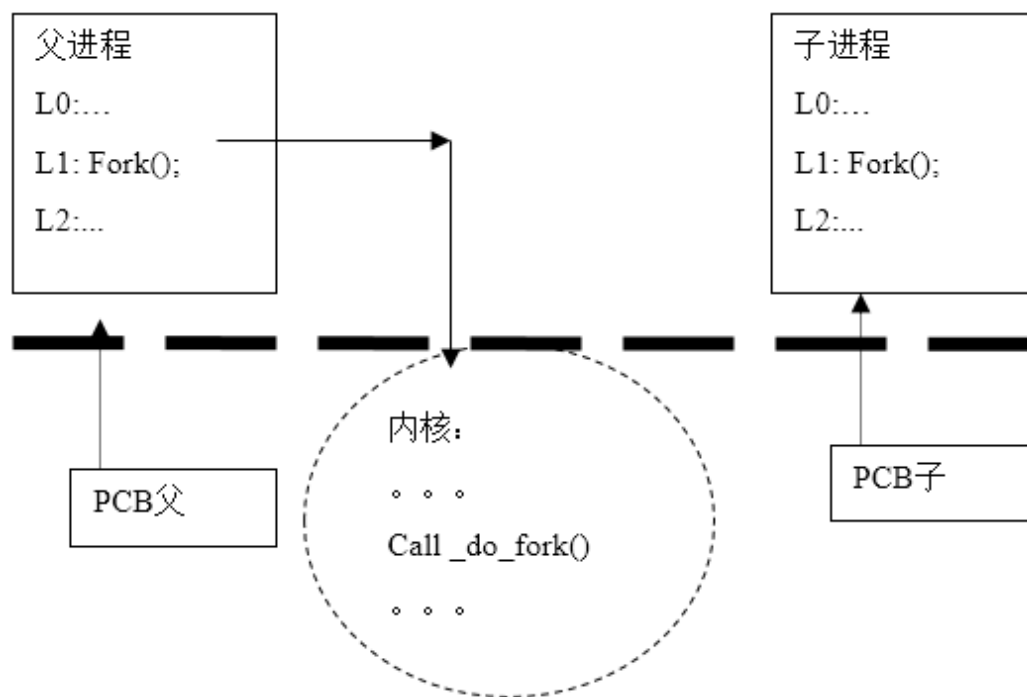 父进程
L0:...
L1: Fork();
L2:...
子进程
L0:...
L1: Fork();
L2:...
PCB父
内核：
。。。
Call _do_fork()
。。。
PCB子